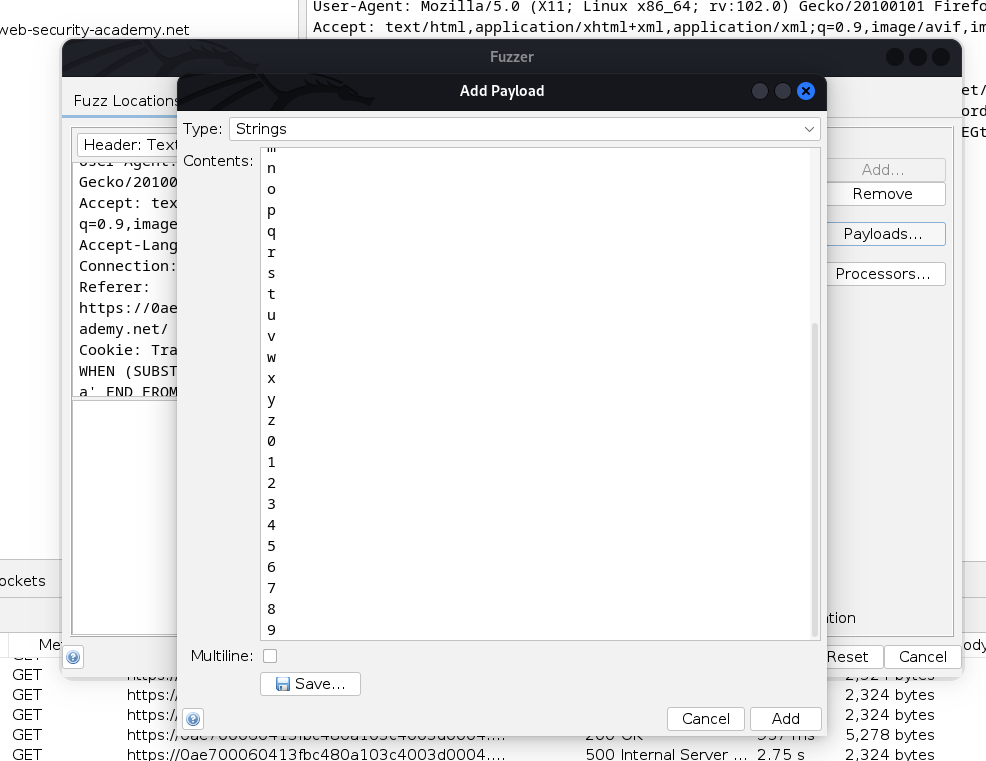 User-Agent: Mozilla/5.0 (X11; Linux x86_64; rv:102.0) Gecko/20100101 Firefo
web-security-academy.net
Accept: text/html,application/xhtml+xml,application/xml;q=0.9,image/avif,im
Fuzzer
et/
Add Payload
Fuzz Locations
ord
Type: Strings
EGt
Header: Text
Contents:
m
n
o
p
q
r
s
t
u
v
w
x
y
z
0
1
2
3
4
5
6
7
8
9
User-Agent:
Gecko/20100
Accept: tex
q=0.9,image
Accept-Lang
Connection:
Referer:
https://0ae
ademy.net/
Cookie: Tra
WHEN (SUBST
a' END FROM
Add...
Remove
Payloads...
Processors...
ockets
Met
ody
Multiline:
Save...
Reset
Cancel
Cancel
Add
GET
GET https:// 2,324 bytes
GET https:// 2,324 bytes
GET https:// 2,324 bytes
GET https://0ae700060413fbc480a103c4003d0004.... 200 OK 5,278 bytes
GET https://0ae700060413fbc480a103c4003d0004.... 500 Internal Server ... 2.75 s 2,324 bytes